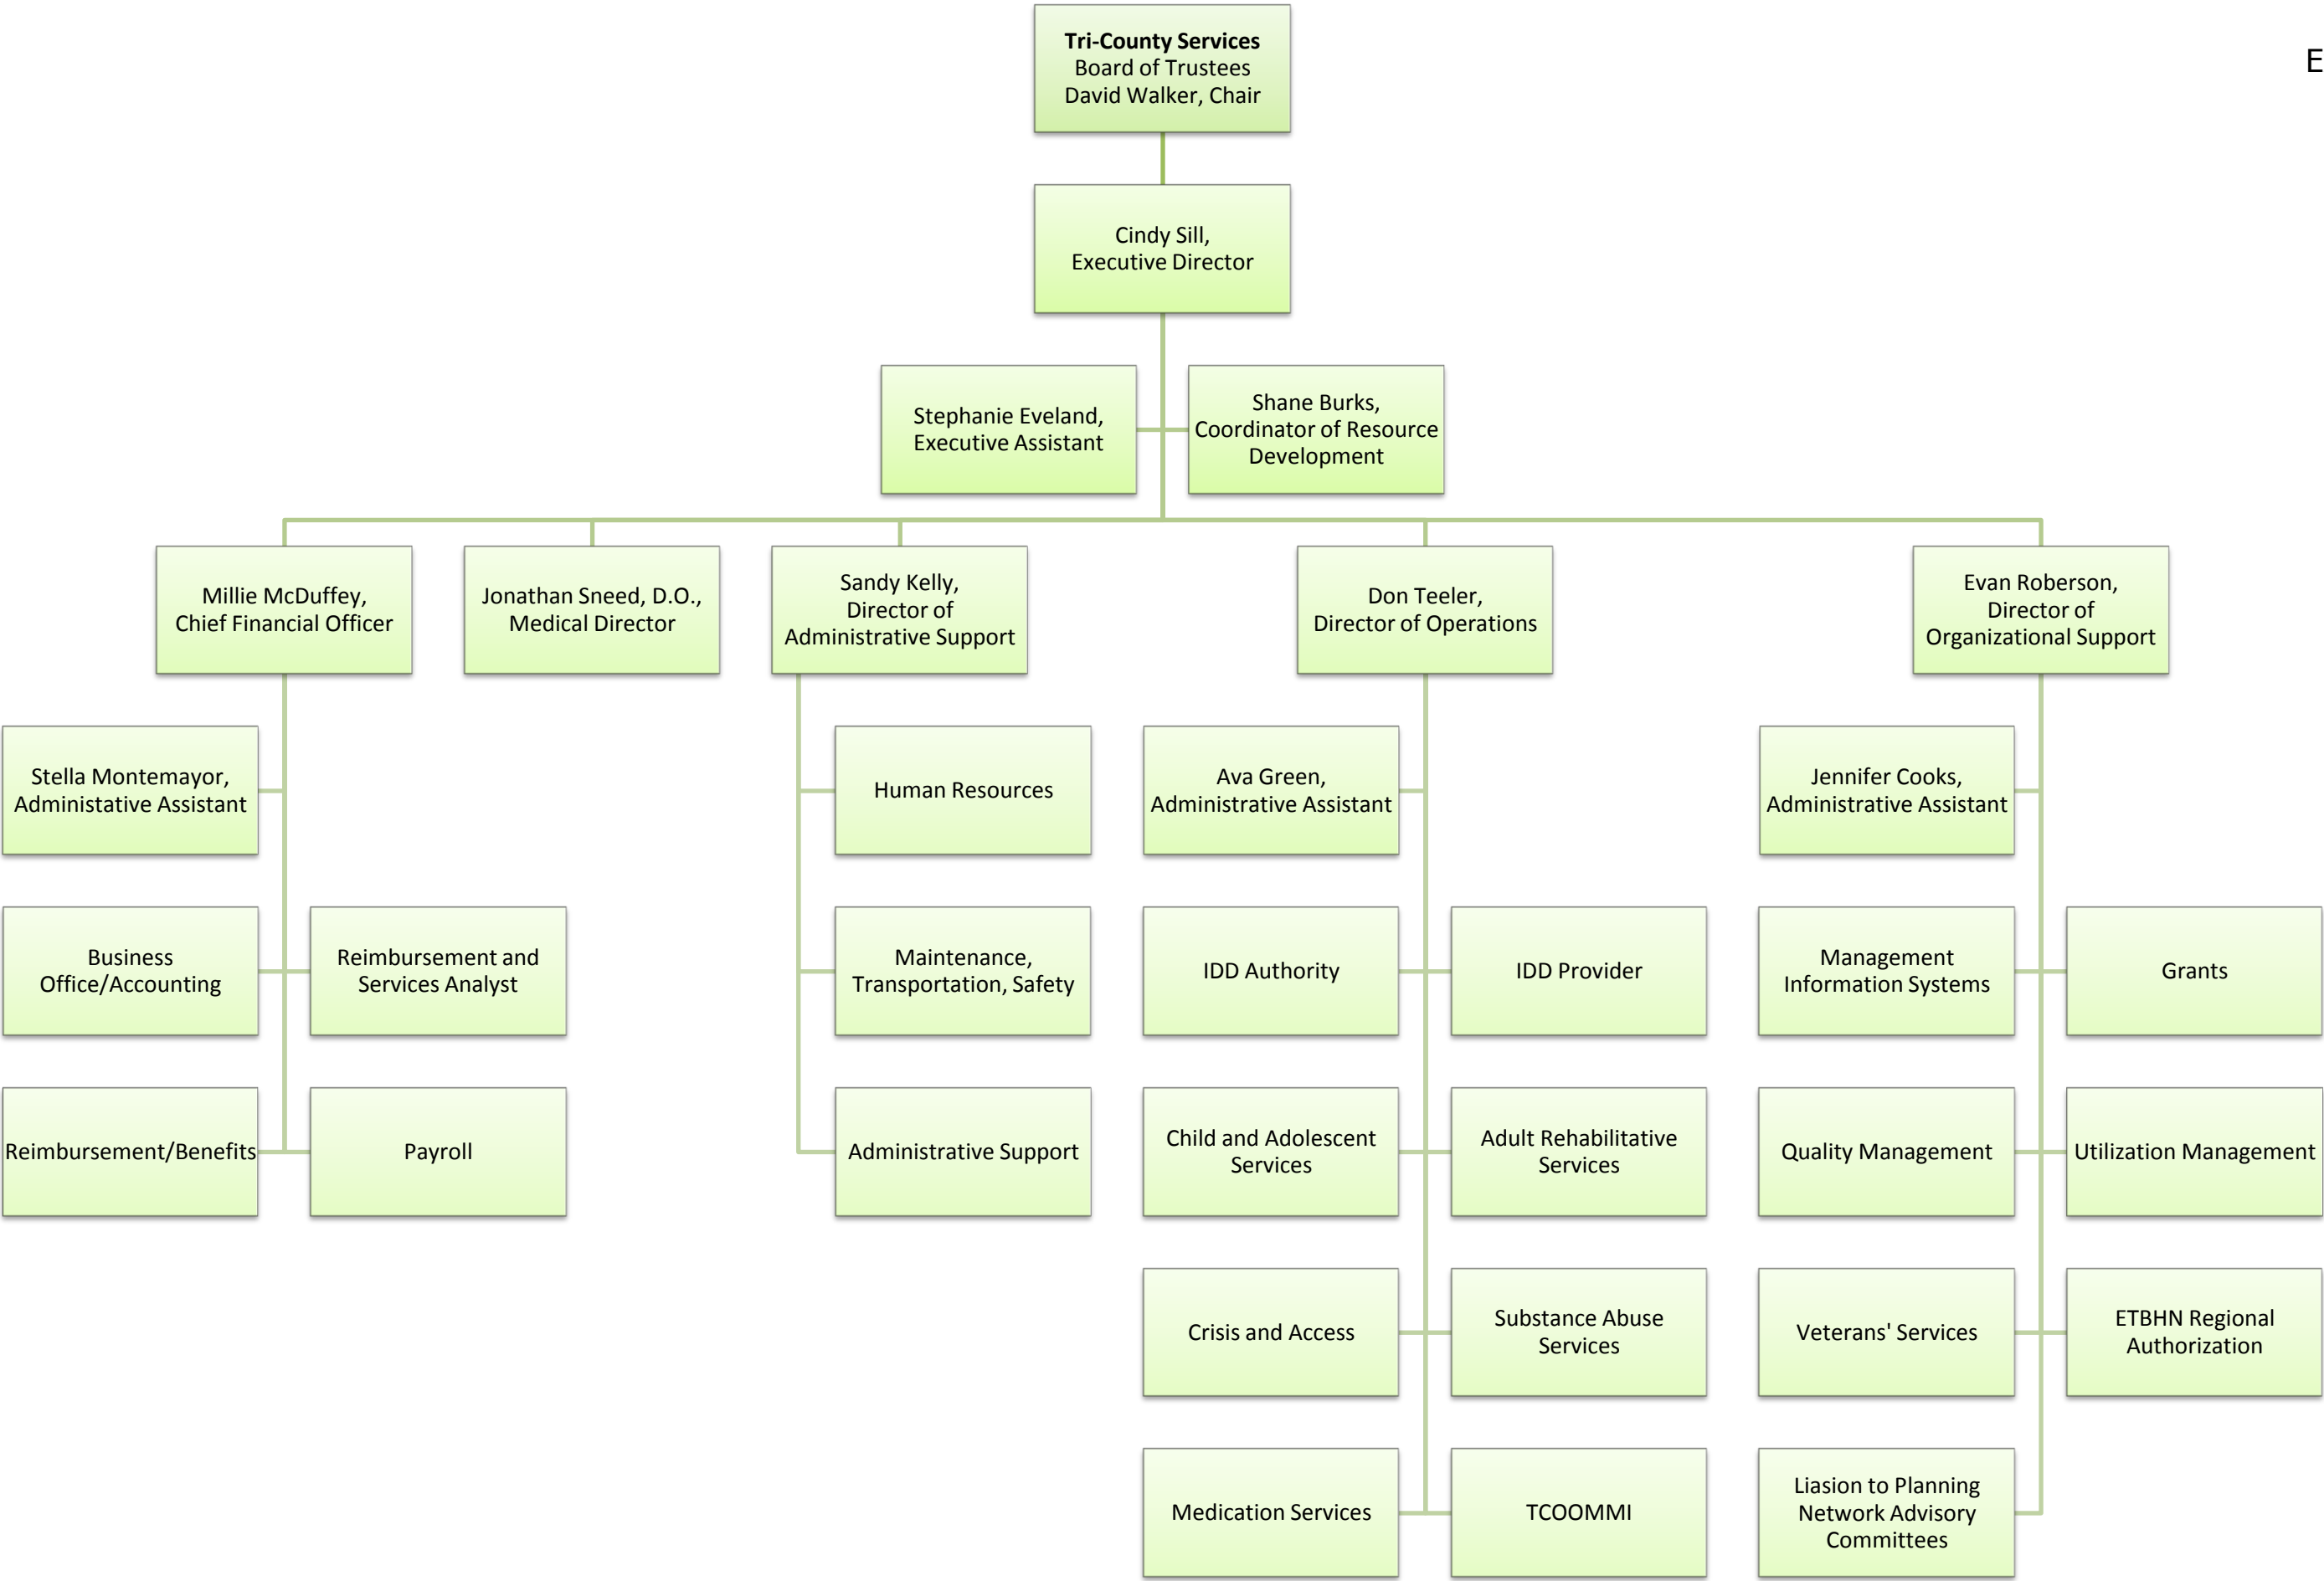 Tri-County Services
Board of Trustees
David Walker, Chair
E
Cindy Sill,
Executive Director
Stephanie Eveland,
Executive Assistant
Shane Burks,
Coordinator of Resource
Development
Millie McDuffey,
Chief Financial Officer
Jonathan Sneed, D.O.,
Medical Director
Sandy Kelly,
Director of
Administrative Support
Don Teeler,
Director of Operations
Evan Roberson,
Director of
Organizational Support
Stella Montemayor,
Administative Assistant
Human Resources
Ava Green,
Administrative Assistant
Jennifer Cooks,
Administrative Assistant
Business
Office/Accounting
Reimbursement and
Services Analyst
Maintenance,
Transportation, Safety
IDD Authority
IDD Provider
Management
Information Systems
Grants
Reimbursement/Benefits
Payroll
Administrative Support
Child and Adolescent
Services
Adult Rehabilitative
Services
Quality Management
Utilization Management
Crisis and Access
Substance Abuse
Services
Veterans' Services
ETBHN Regional
Authorization
Medication Services
TCOOMMI
Liasion to Planning
Network Advisory
Committees